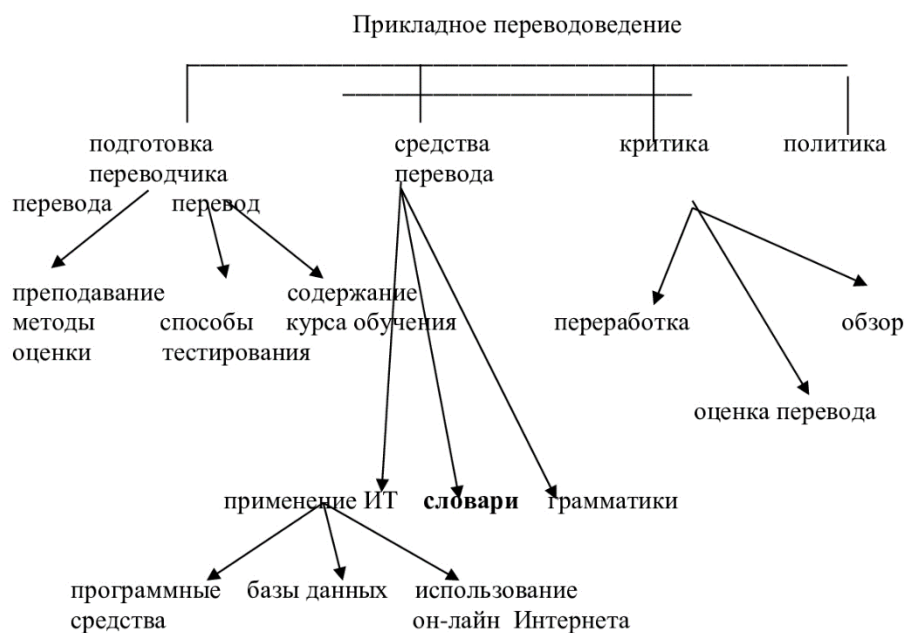 Прикладное переводоведение
подготовка средства критика политика
переводчика перевода
перевода перевод
преподавание содержание
методы способы курса обучения переработка обзор
оценки тестирования
оценка перевода
применение ИТ словари грамматики
программные базы данных использование
средства он-лайн Интернета